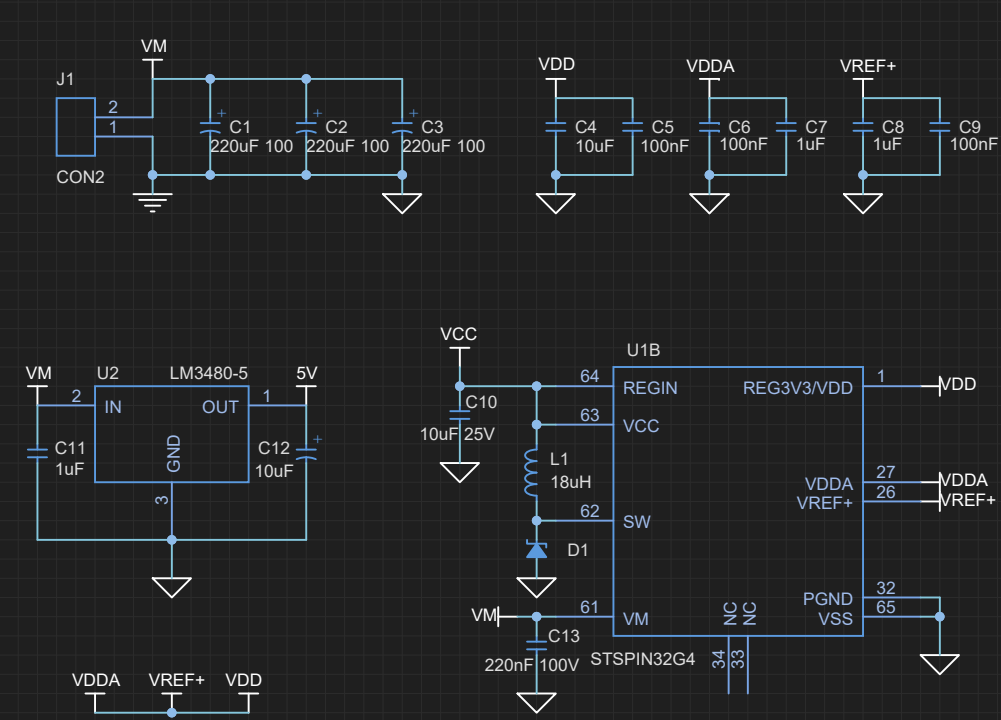 VM
J1
2
1
CON2
C1
220uF 100
C2
220uF 100
C3
220uF 100
VDD
C4
10uF
C5
100nF
VDDA
C6
100nF
C7
1uF
VREF+
C8
1uF
C9
100nF
VM
U2
LM3480-5
5V
2
IN
OUT
1
GND
3
C11
1uF
C12
10uF
VCC
C10
10uF 25V
L1
18uH
D1
VM
C13
220nF 100V
U1B
64
REGIN
63
VCC
62
SW
61
VM
REG3V3/VDD
1
VDD
VDDA
27
VDDA
VREF+
26
VREF+
PGND
32
VSS
65
NC
NC
34
33
STSPIN32G4
VDDA
VREF+
VDD